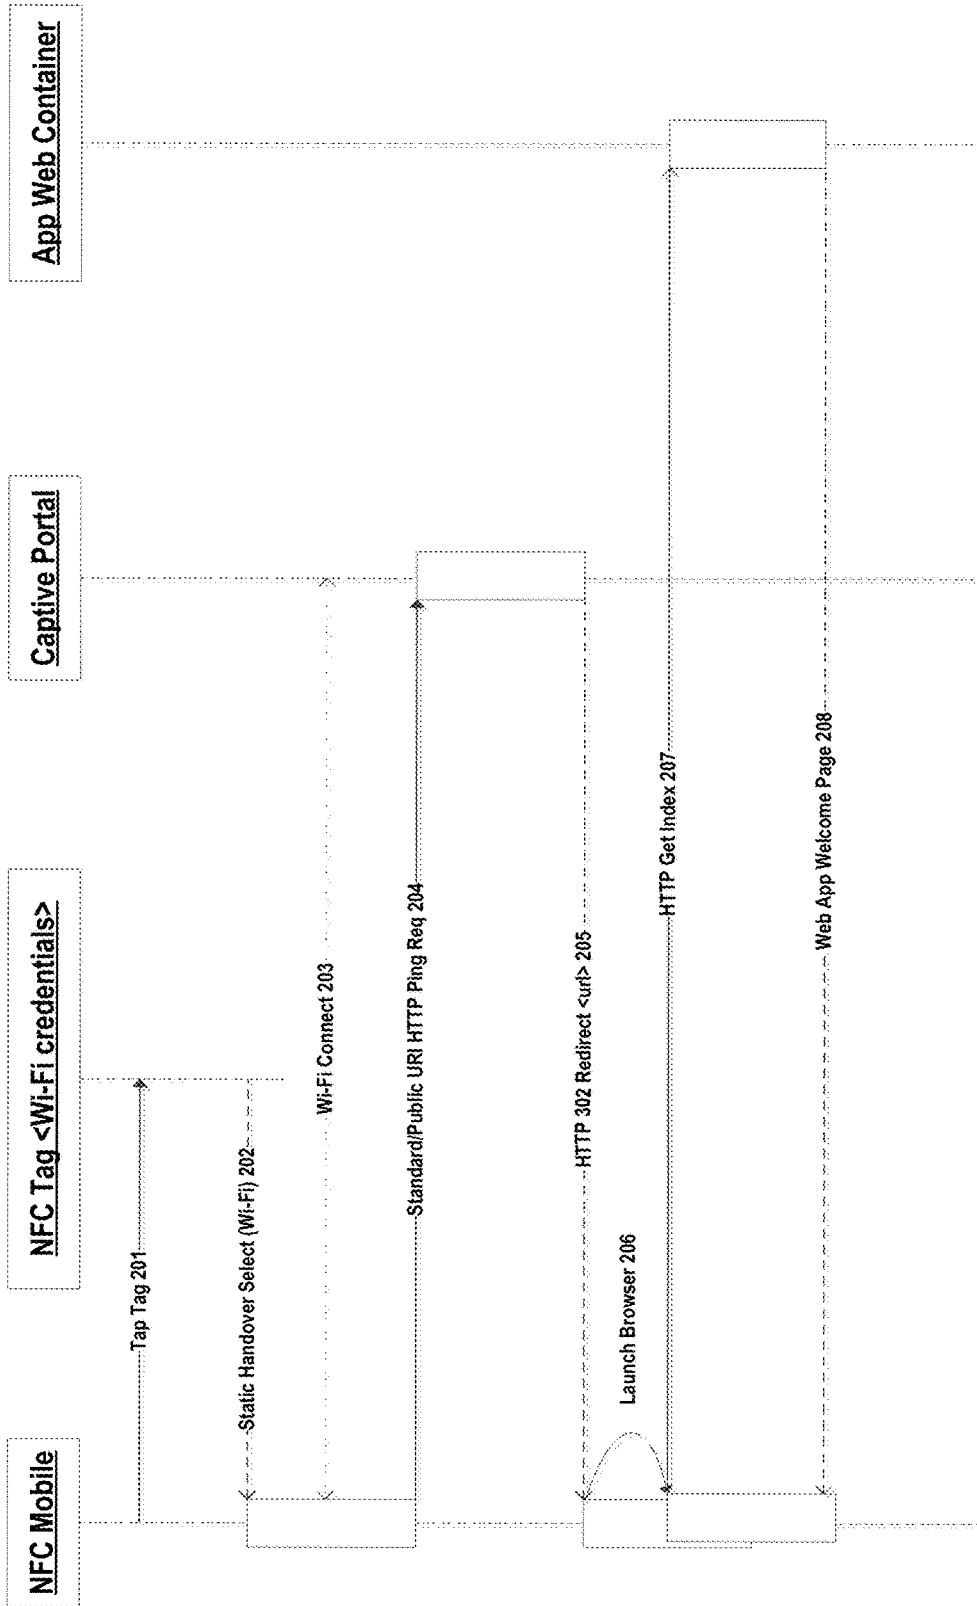 NFC Mobile
NFC Tag <Wi-Fi credentials>
Captive Portal
App Web Container
Tap Tag 201
Static Handover Select (Wi-Fi) 202
Wi-Fi Connect 203
Standard/Public URI HTTP Ping Req 204
HTTP 302 Redirect <url> 205
Launch Browser 206
HTTP Get Index 207
Web App Welcome Page 208